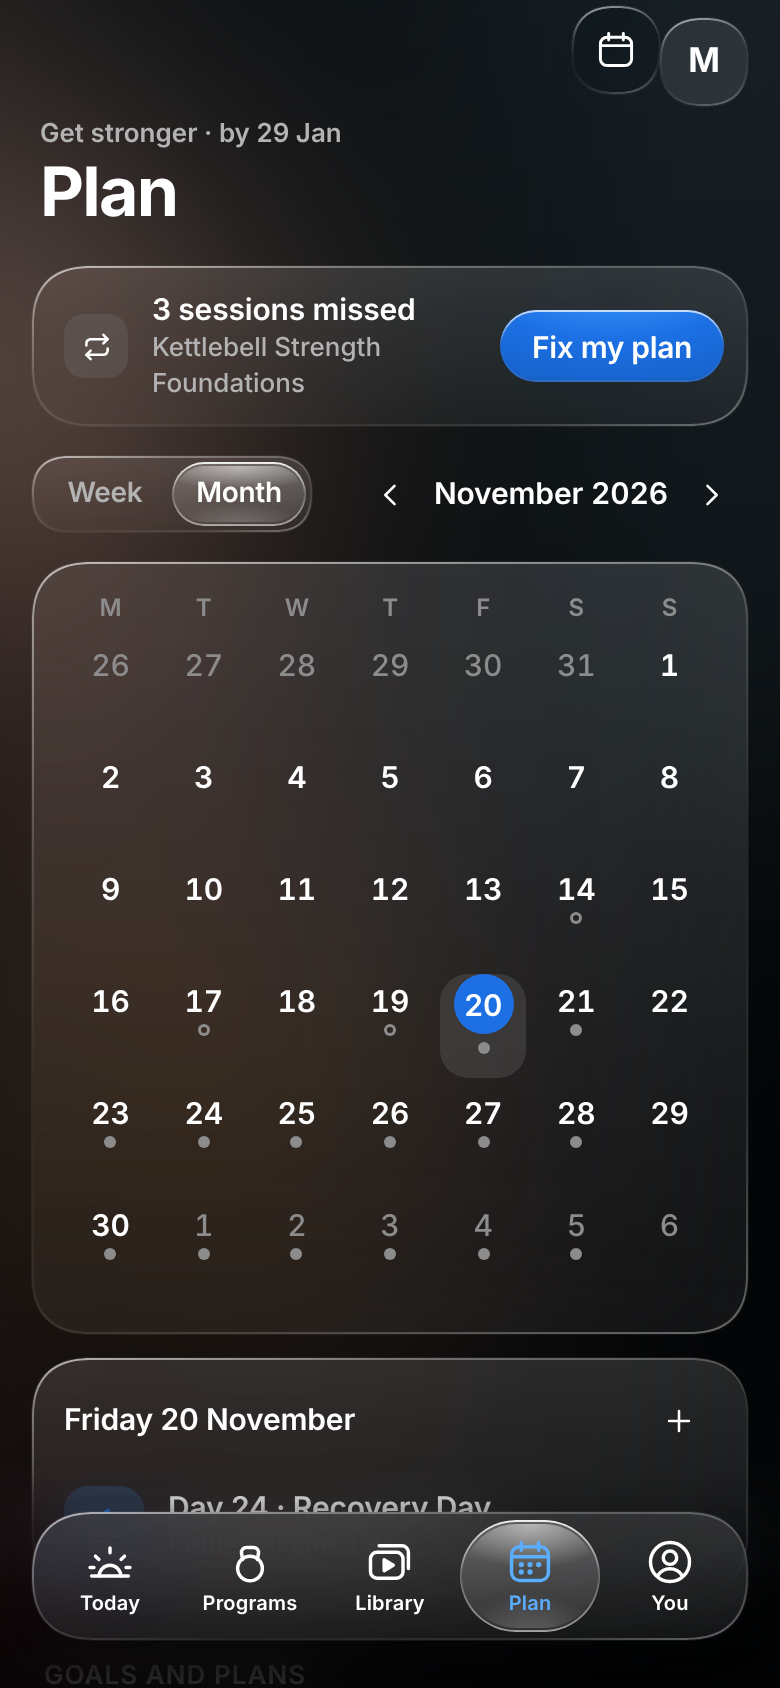 M
Get stronger · by 29 Jan
Plan
3 sessions missed
Kettlebell Strength
Foundations
Fix my plan
Week Month November 2026
M T W T F S S
26 27 28 29 30 31 1
2 3 4 5 6 7 8
9 10 11 12 13 14 15
16 17 18 19 20 21 22
23 24 25 26 27 28 29
30 1 2 3 4 5 6
Friday 20 November
Day 24 · Recovery Day
Today Programs Library Plan You
GOALS AND PLANS